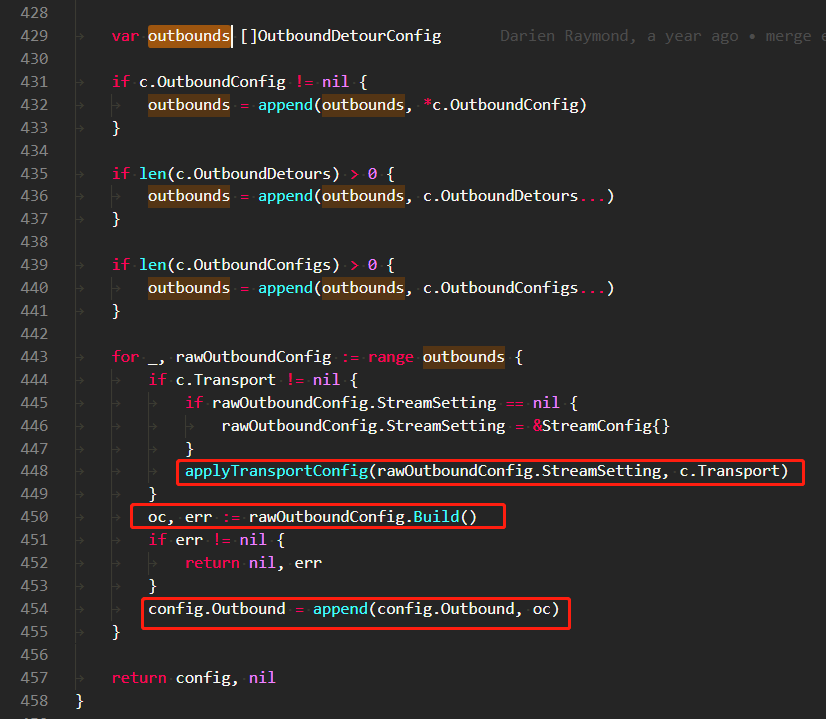 428
429 var outbounds []OutboundDetourConfig Darien Raymond, a year ago • merge
430
431 if c.OutboundConfig != nil {
432 outbounds = append(outbounds, *c.OutboundConfig)
433 }
434
435 if len(c.OutboundDetours) > 0 {
436 outbounds = append(outbounds, c.OutboundDetours...)
437 }
438
439 if len(c.OutboundConfigs) > 0 {
440 outbounds = append(outbounds, c.OutboundConfigs...)
441 }
442
443 for _, rawOutboundConfig := range outbounds {
444 if c.Transport != nil {
445 if rawOutboundConfig.StreamSetting == nil {
446 rawOutboundConfig.StreamSetting = &StreamConfig{}
447 }
448 applyTransportConfig(rawOutboundConfig.StreamSetting, c.Transport)
449 }
450 oc, err := rawOutboundConfig.Build()
451 if err != nil {
452 return nil, err
453 }
454 config.Outbound = append(config.Outbound, oc)
455 }
456
457 return config, nil
458 }